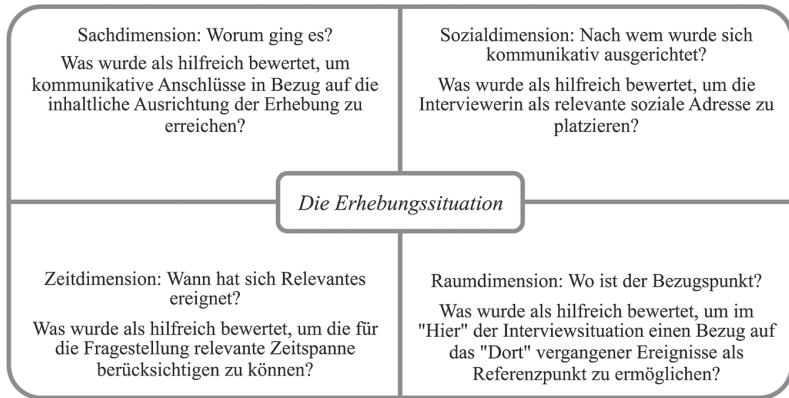 Sachdimension: Worum ging es?
Was wurde als hilfreich bewertet, um
kommunikative Anschlüsse in Bezug auf die
inhaltliche Ausrichtung der Erhebung zu
erreichen?
Sozialdimension: Nach wem wurde sich
kommunikativ ausgerichtet?
Was wurde als hilfreich bewertet, um die
Interviewerin als relevante soziale Adresse zu
platzieren?
Die Erhebungssituation
Zeitdimension: Wann hat sich Relevantes
ereignet?
Was wurde als hilfreich bewertet, um die für
die Fragestellung relevante Zeitspanne
berücksichtigen zu können?
Raumdimension: Wo ist der Bezugspunkt?
Was wurde als hilfreich bewertet, um im
"Hier" der Interviewsituation einen Bezug auf
das "Dort" vergangener Ereignisse als
Referenzpunkt zu ermöglichen?